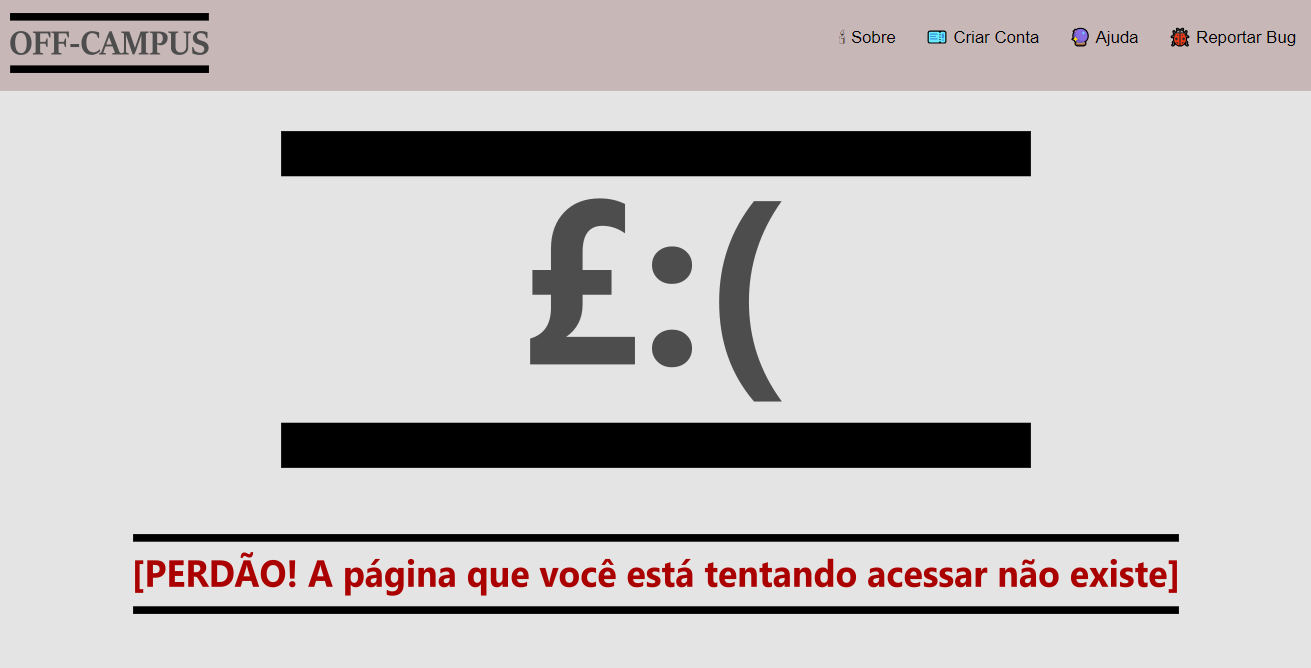 OFF-CAMPUS
Sobre
Criar Conta
Ajuda
Reportar Bug
£:(
[PERDÃO! A página que você está tentando acessar não existe]